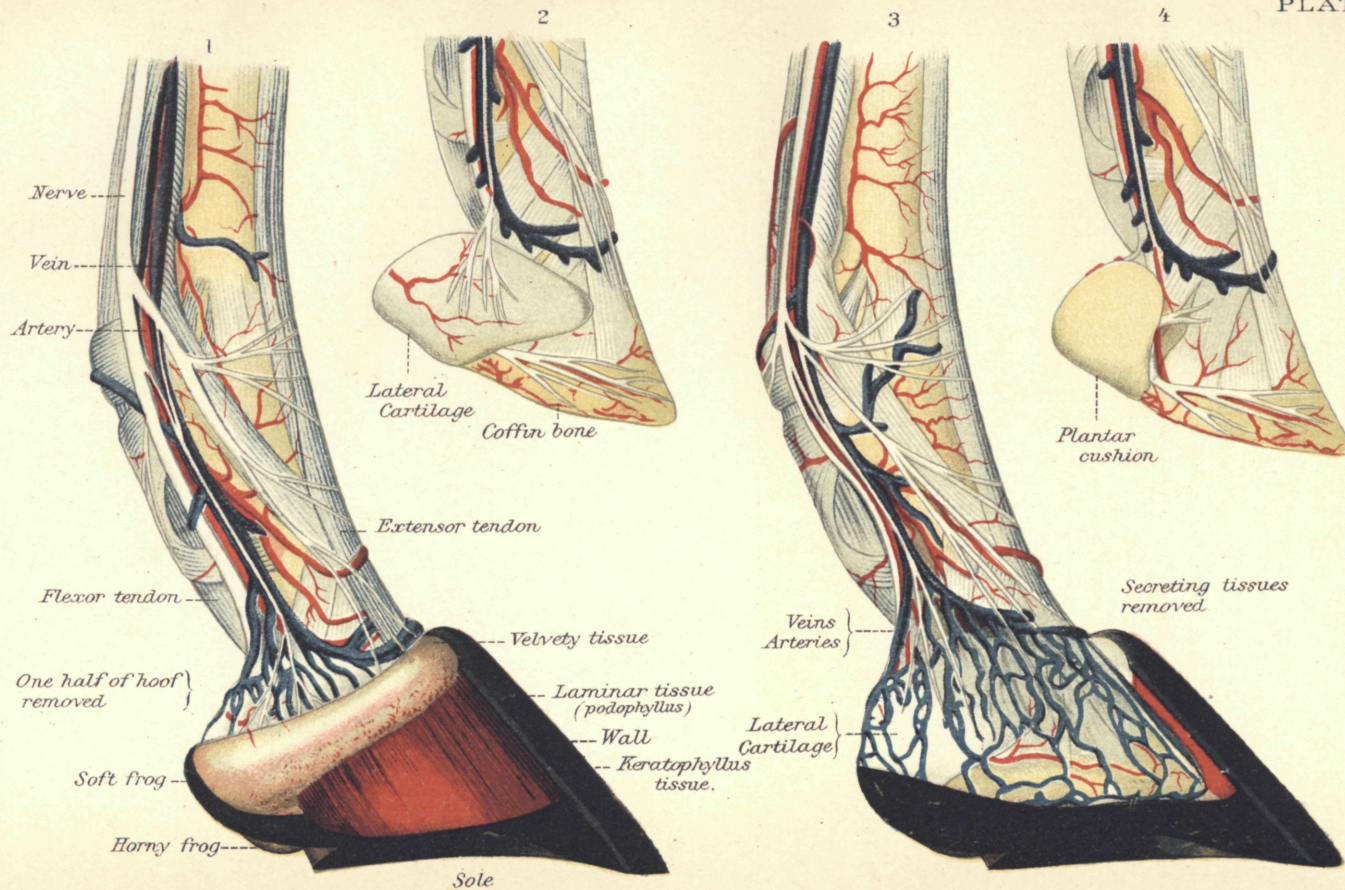 PLAT
1
2
3
4
Nerve
Vein
Artery
Lateral
Cartilage
Coffin bone
Extensor tendon
Flexor tendon
Velvety tissue
One half of hoof
removed
Laminar tissue
(podophyllus)
Wall
Keratophyllus
tissue.
Soft frog
Horny frog
Sole
Plantar
cushion
Secreting tissues
removed
Veins
Arteries
Lateral
Cartilage